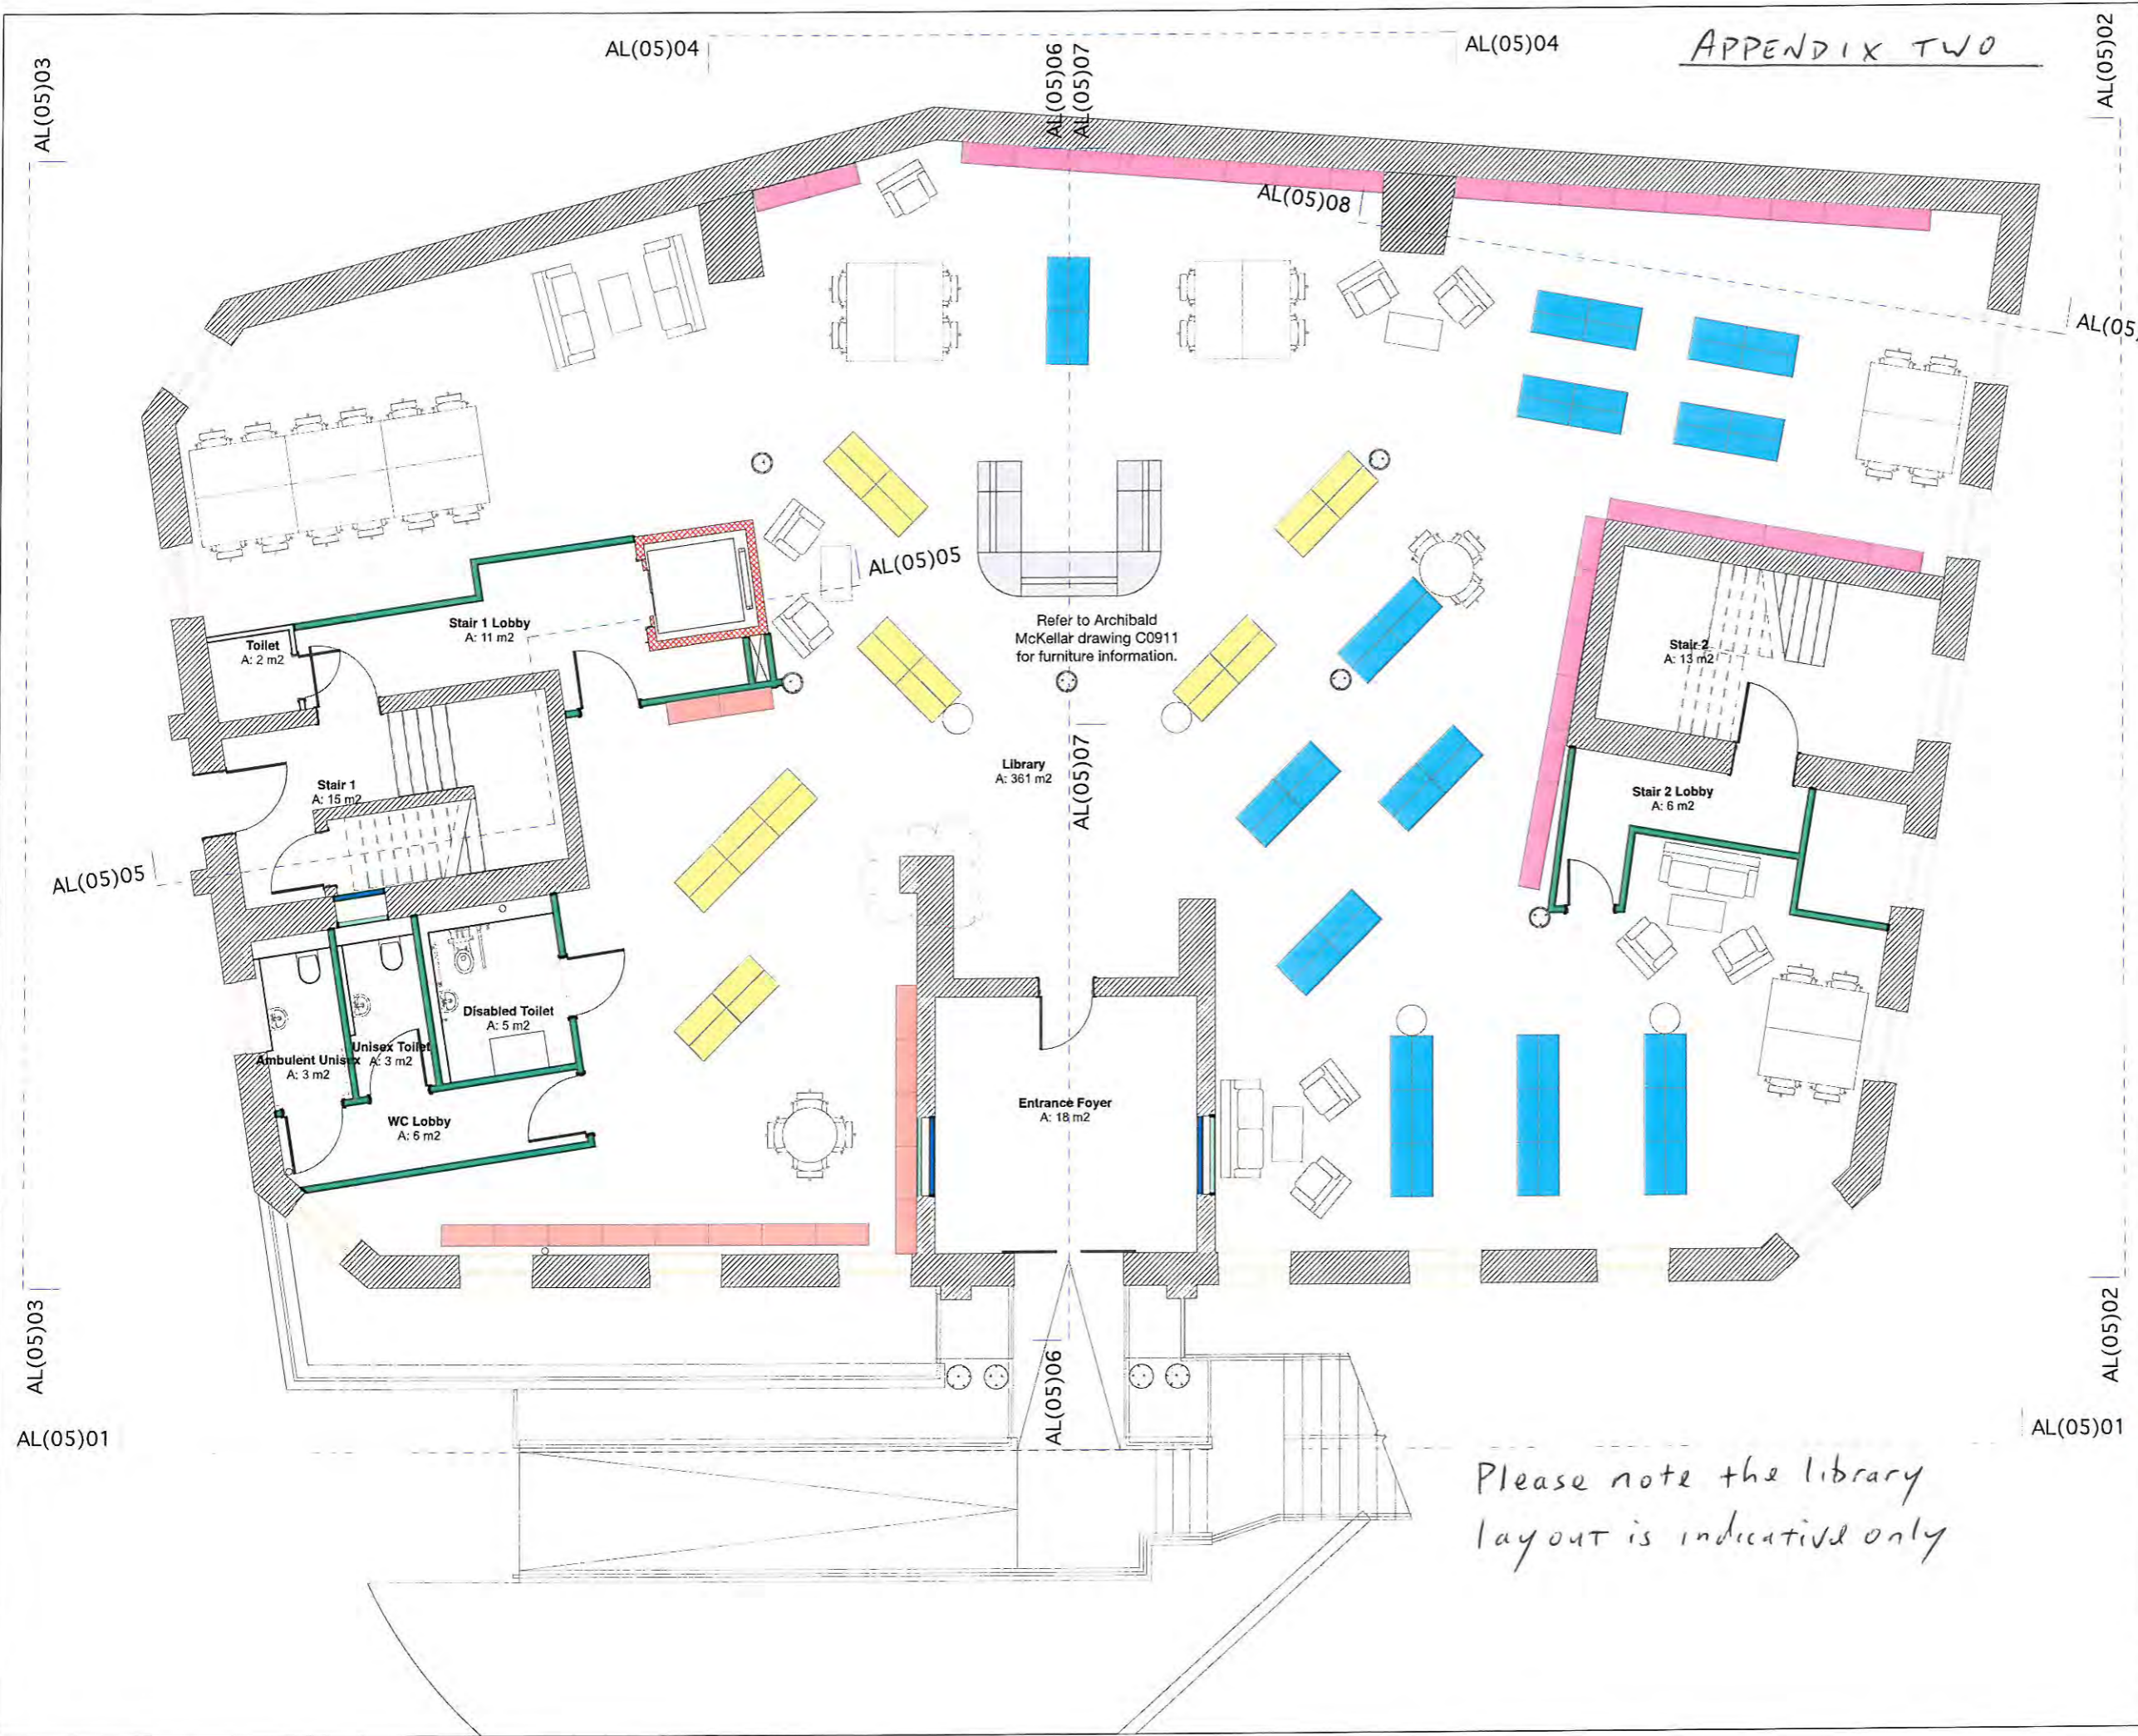 AL(05)03
AL(05)04
AL(05)06
AL(05)07
AL(05)04
APPENDIX TWO
AL(05)02
AL(05)08
AL(05
AL(05)05
Stair 1 Lobby
A: 11 m2
Toilet
A: 2 m2
Refer to Archibald
McKellar drawing C0911
for furniture information.
Stair 2
A: 13 m2
Library
A: 361 m2
AL(05)07
Stair 1
A: 15 m2
Stair 2 Lobby
A: 6 m2
AL(05)05
Disabled Toilet
A: 5 m2
Unisex Toilet
A: 3 m2
Ambulent Unisex
A: 3 m2
Entrance Foyer
A: 18 m2
WC Lobby
A: 6 m2
AL(05)03
AL(05)06
AL(05)02
AL(05)01
AL(05)01
Please note the library
layout is indicative only